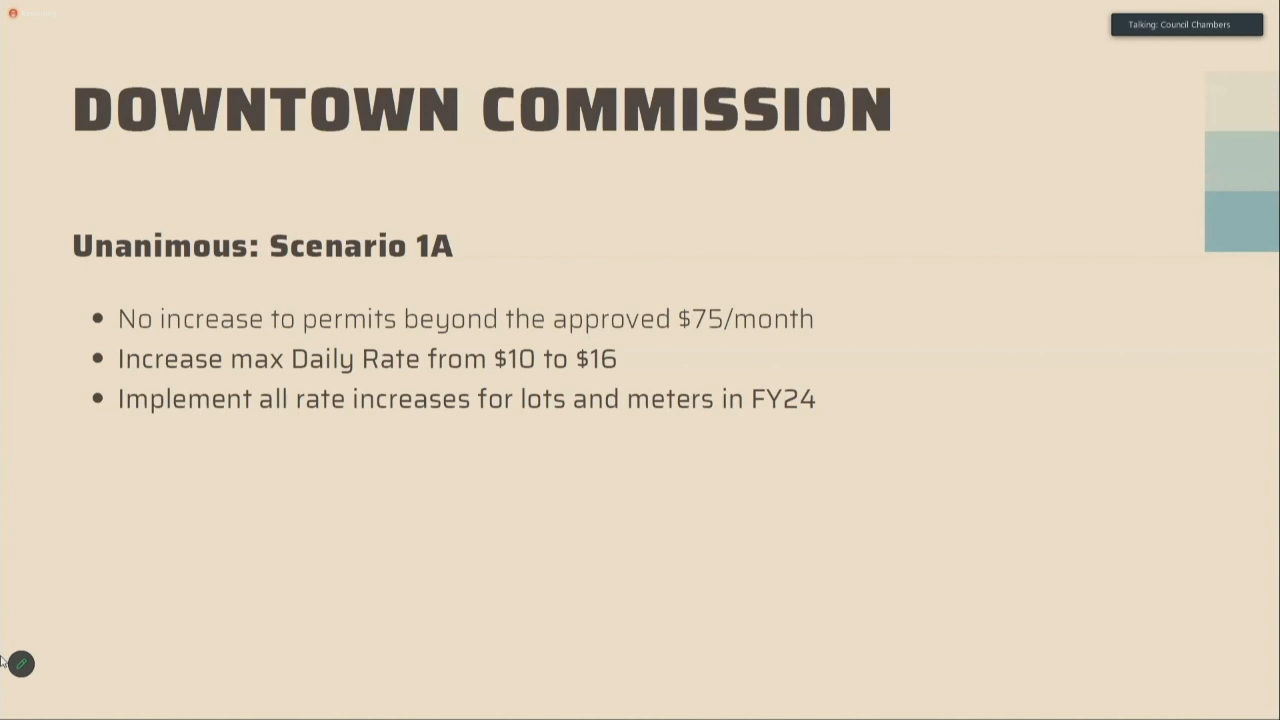 Talking: Council Chambers
DOWNTOWN COMMISSION
Unanimous: Scenario 1A
No increase to permits beyond the approved $75/month
Increase max Daily Rate from $10 to $16
Implement all rate increases for lots and meters in FY24